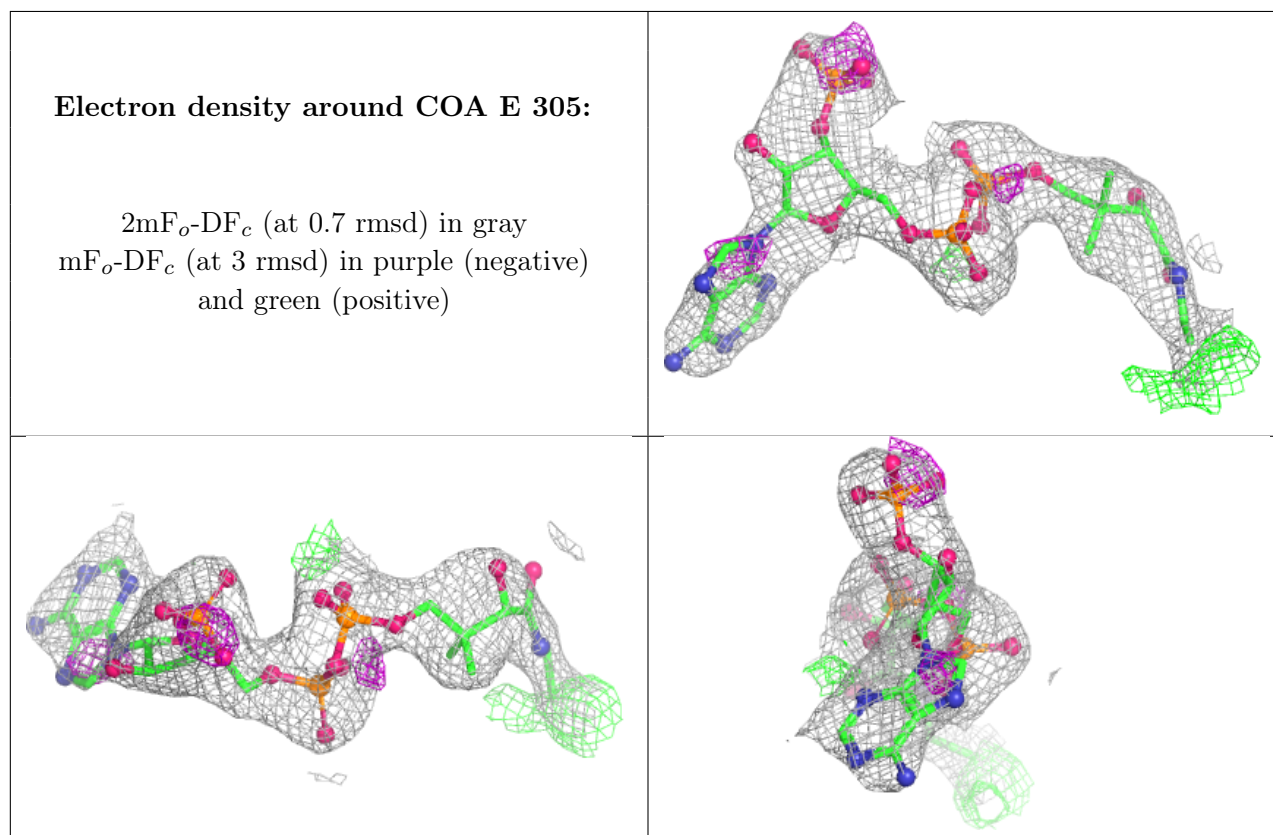 Electron density around COA E 305:
2mFo-DFc (at 0.7 rmsd) in gray
mFo-DFc (at 3 rmsd) in purple (negative)
and green (positive)